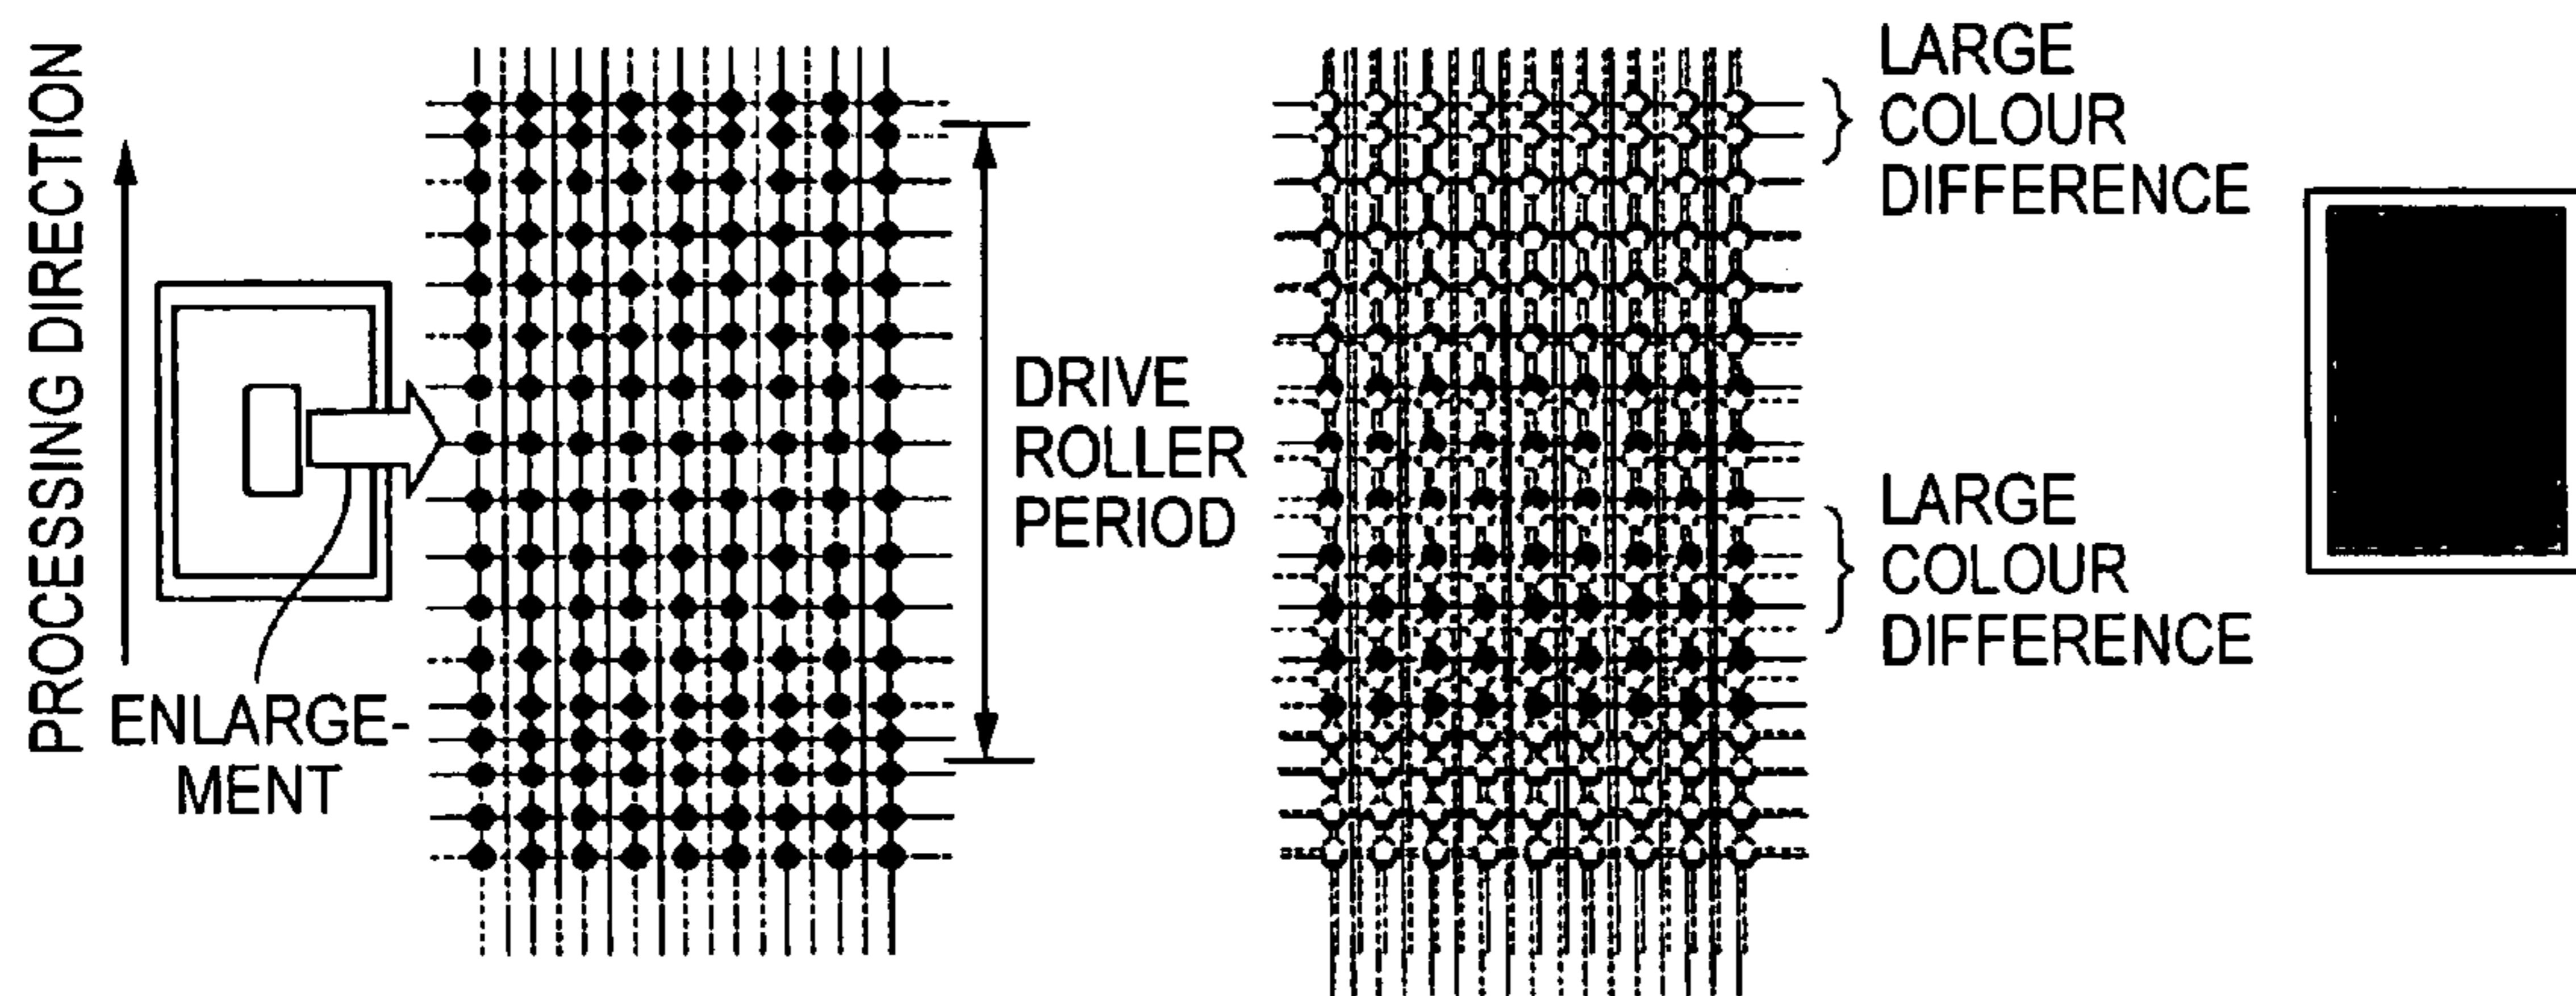 PROCESSING DIRECTION
ENLARGE-
MENT
DRIVE
ROLLER
PERIOD
LARGE
COLOUR
DIFFERENCE
LARGE
COLOUR
DIFFERENCE